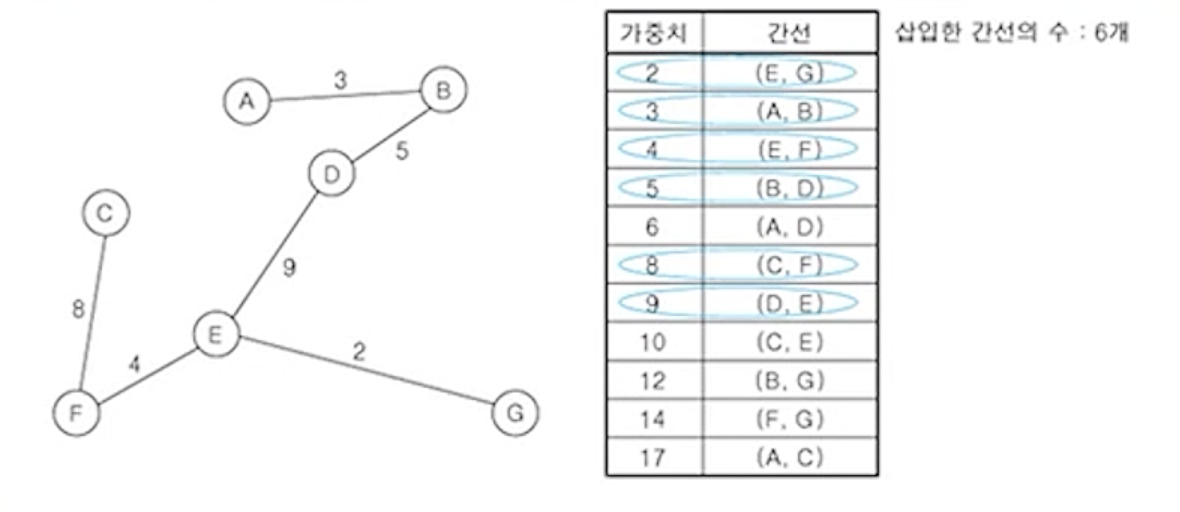 가중치 간선
삽입한 간선의 수 : 6개
2 (E, G)
3 (A, B)
4 (E, F)
5 (B, D)
6 (A, D)
8 (C, F)
9 (D, E)
10 (C, E)
12 (B, G)
14 (F, G)
17 (A, C)
A
3
B
5
D
C
9
8
E
2
4
F
G